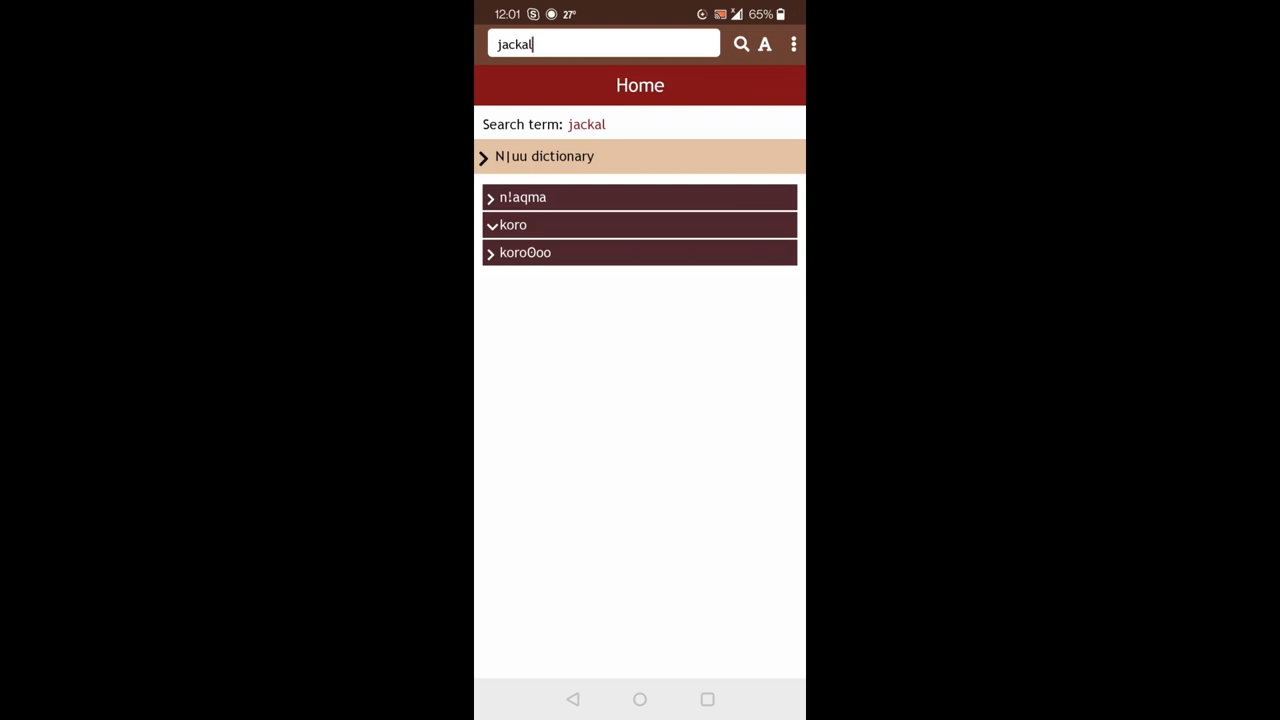 12:01 27°
65%
jackal
A
Home
Search term: jackal
N|uu dictionary
n!aqma
koro
koroʘoo